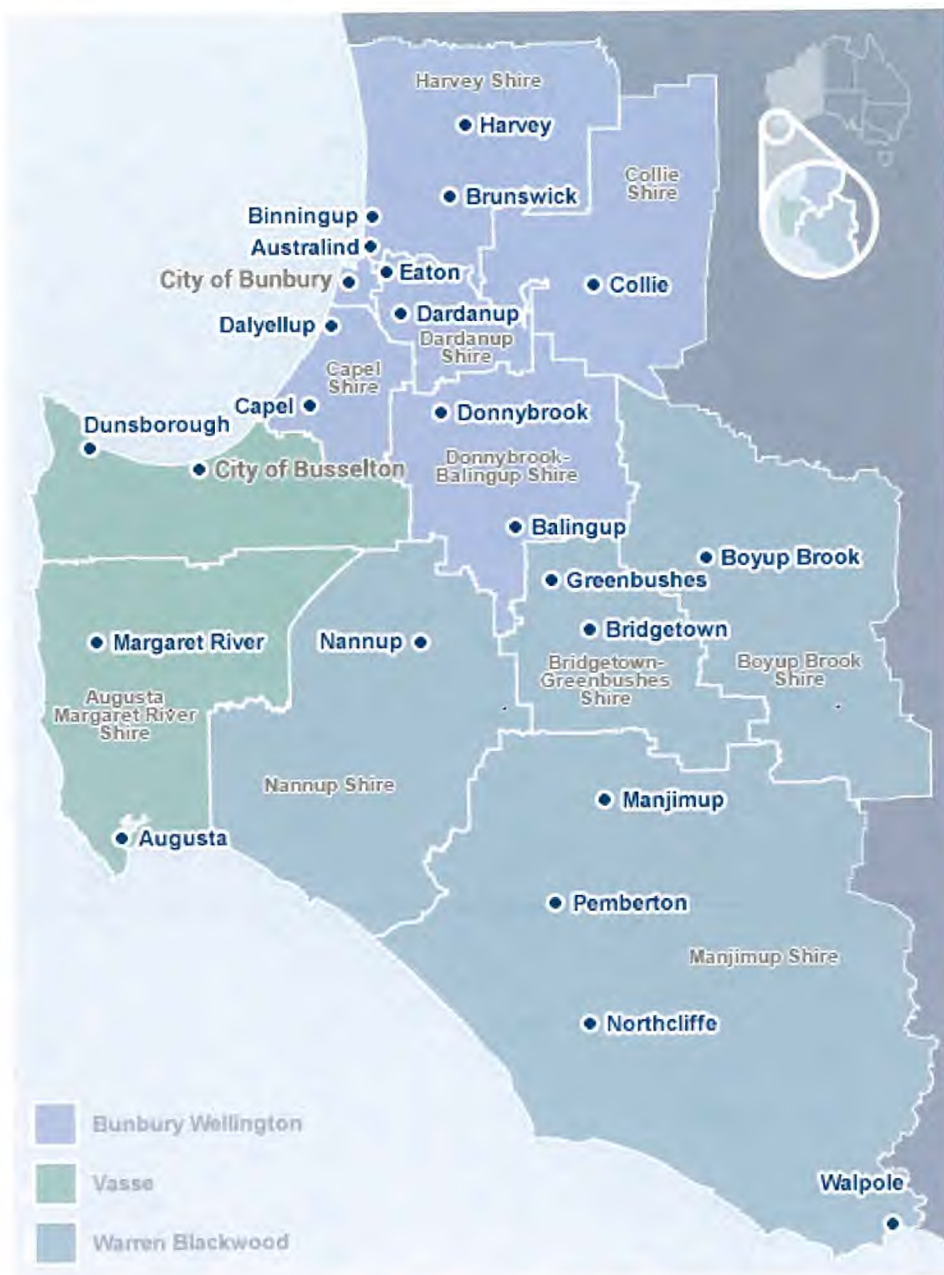 Harvey Shire
Harvey
Collie
Shire
Brunswick
Binningup
Australind
City of Bunbury
Eaton
Collie
Dalyellup
Dardanup
Dardanup
Shire
Capel
Shire
Capel
Donnybrook
Dunsborough
City of Busselton
Donnybrook-
Balingup Shire
Balingup
Boyup Brook
Greenbushes
Margaret River
Nannup
Bridgetown
Bridgetown-
Greenbushes
Shire
Boyup Brook
Shire
Augusta
Margaret River
Shire
Nannup Shire
Manjimup
Augusta
Pemberton
Manjimup Shire
Northcliffe
Bunbury Wellington
Vasse
Walpole
Warren Blackwood